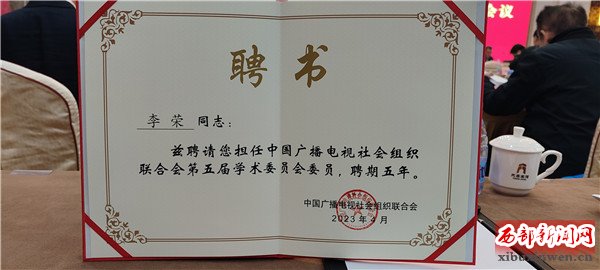 会议
聘书
李荣 同志：
兹聘请您担任中国广播电视社会组织
联合会第五届学术委员会委员，聘期五年。
中国广播电视社会组织联合会
2023年4月
西部新闻网